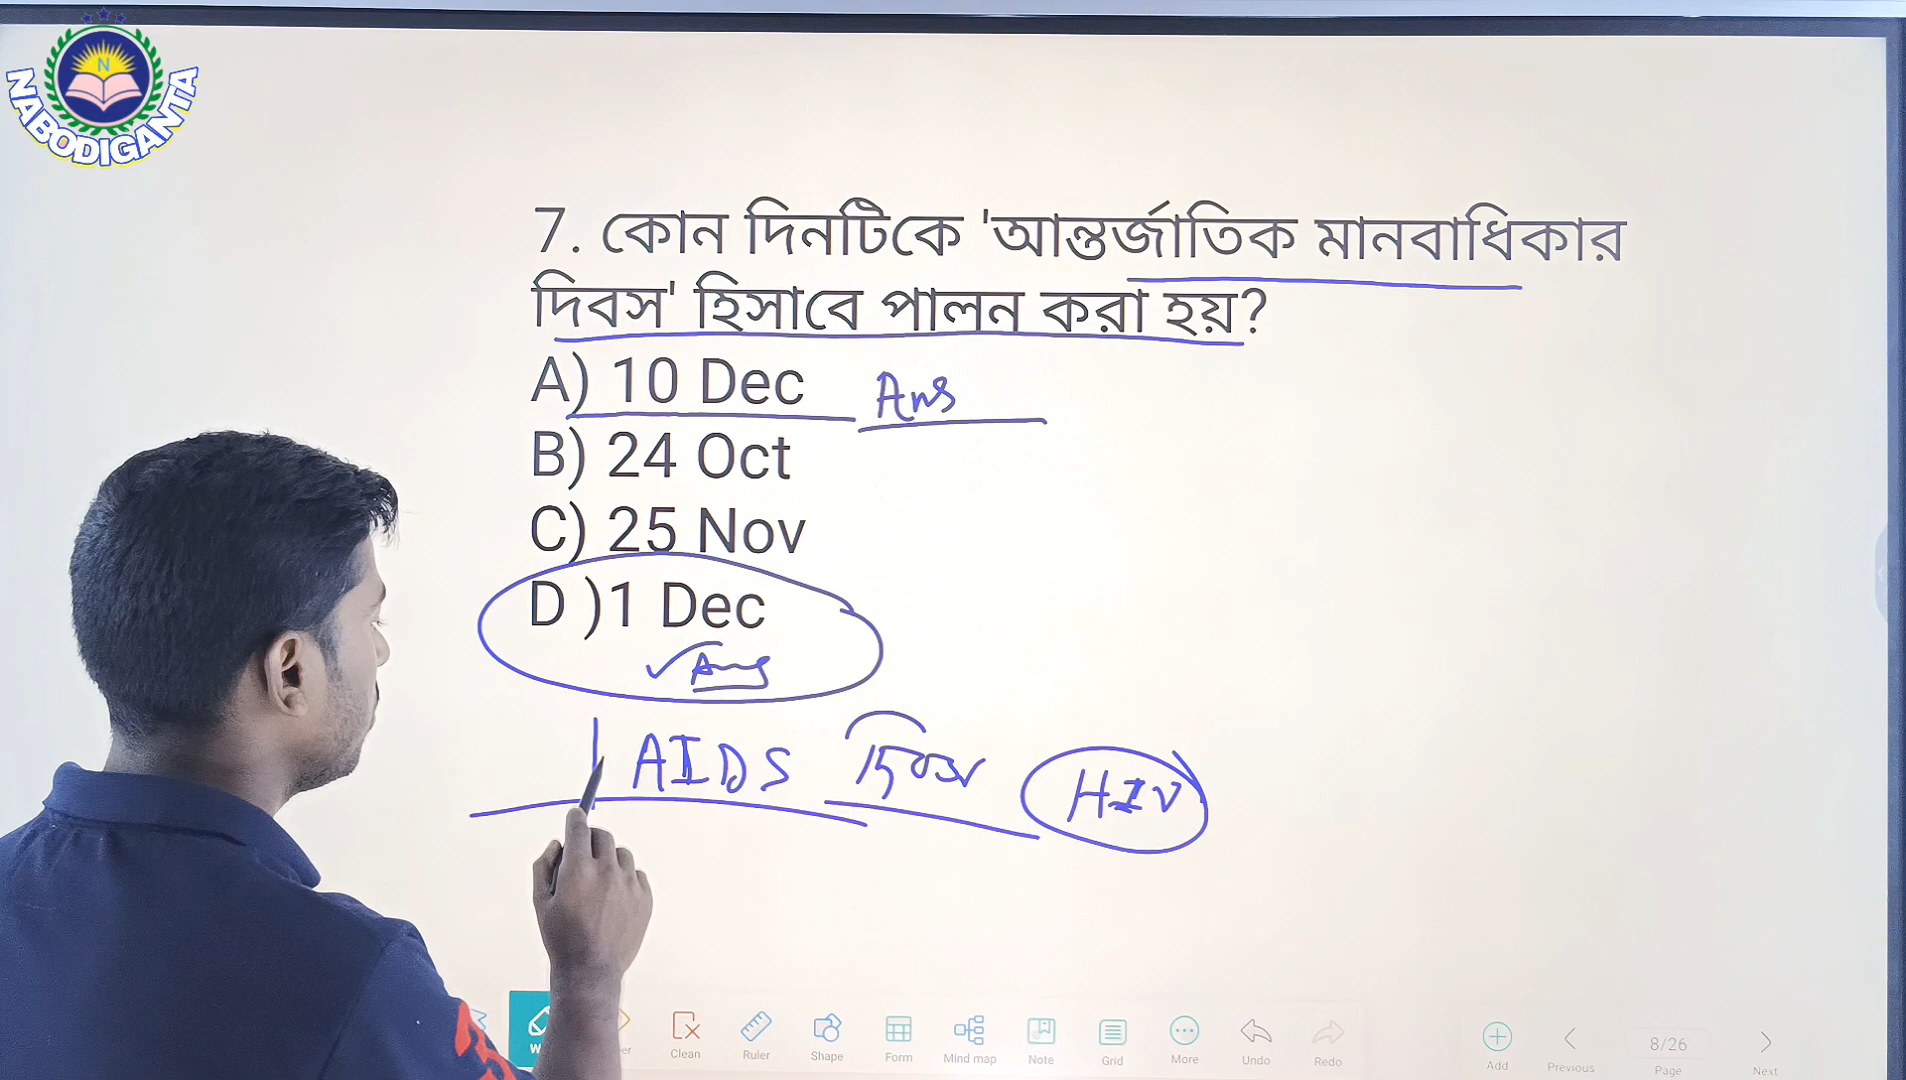 NABODIGANTA
7. কোন দিনটিকে 'আন্তর্জাতিক মানবাধিকার
দিবস' হিসাবে পালন করা হয়?
A) 10 Dec Ans
B) 24 Oct
C) 25 Nov
D )1 Dec
Ans
AIDS দিবস HIV
Clean Ruler Shape Form Mind map Note Grid More Undo Redo Add Previous 8/26 Page Next